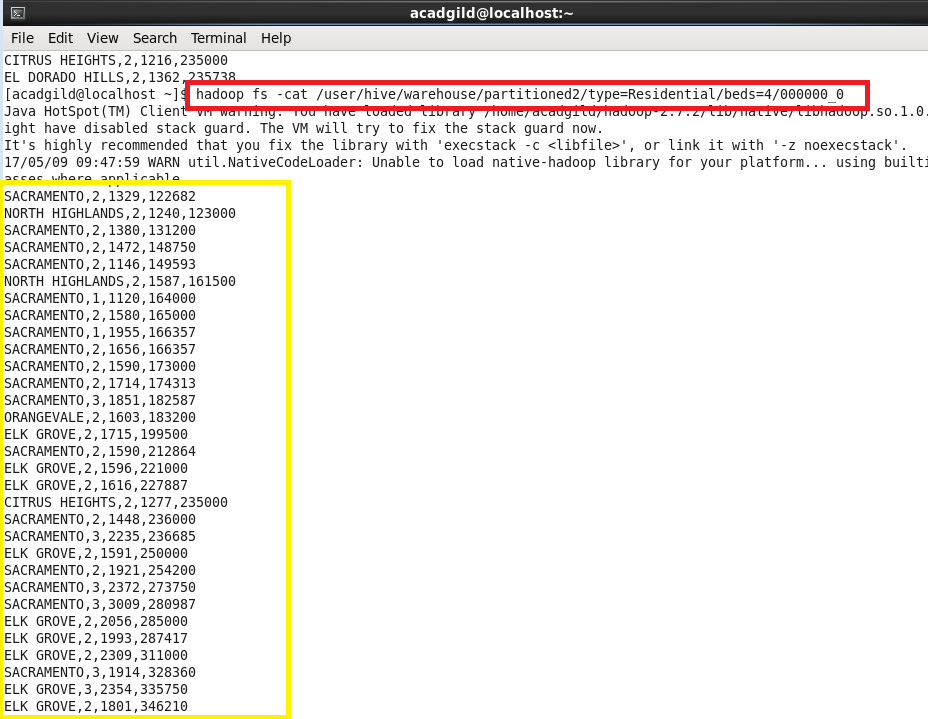 acadgild@localhost:~
File Edit View Search Terminal Help
CITRUS HEIGHTS,2,1216,235000
EL DORADO HILLS,2,1362,235738
[acadgild@localhost ~]$ hadoop fs -cat /user/hive/warehouse/partitioned2/type=Residential/beds=4/000000_0
Java HotSpot(TM) Client VM warning: You have loaded library /home/acadgild/hadoop-2.7.2/lib/native/libhadoop.so.1.0.
ight have disabled stack guard. The VM will try to fix the stack guard now.
It's highly recommended that you fix the library with 'execstack -c <libfile>', or link it with '-z noexecstack'.
17/05/09 09:47:59 WARN util.NativeCodeLoader: Unable to load native-hadoop library for your platform... using builti
asses where applicable
SACRAMENTO,2,1329,122682
NORTH HIGHLANDS,2,1240,123000
SACRAMENTO,2,1380,131200
SACRAMENTO,2,1472,148750
SACRAMENTO,2,1146,149593
NORTH HIGHLANDS,2,1587,161500
SACRAMENTO,1,1120,164000
SACRAMENTO,2,1580,165000
SACRAMENTO,1,1955,166357
SACRAMENTO,2,1656,166357
SACRAMENTO,2,1590,173000
SACRAMENTO,2,1714,174313
SACRAMENTO,3,1851,182587
ORANGEVALE,2,1603,183200
ELK GROVE,2,1715,199500
SACRAMENTO,2,1590,212864
ELK GROVE,2,1596,221000
ELK GROVE,2,1616,227887
CITRUS HEIGHTS,2,1277,235000
SACRAMENTO,2,1448,236000
SACRAMENTO,3,2235,236685
ELK GROVE,2,1591,250000
SACRAMENTO,2,1921,254200
SACRAMENTO,3,2372,273750
SACRAMENTO,3,3009,280987
ELK GROVE,2,2056,285000
ELK GROVE,2,1993,287417
ELK GROVE,2,2309,311000
SACRAMENTO,3,1914,328360
ELK GROVE,3,2354,335750
ELK GROVE,2,1801,346210